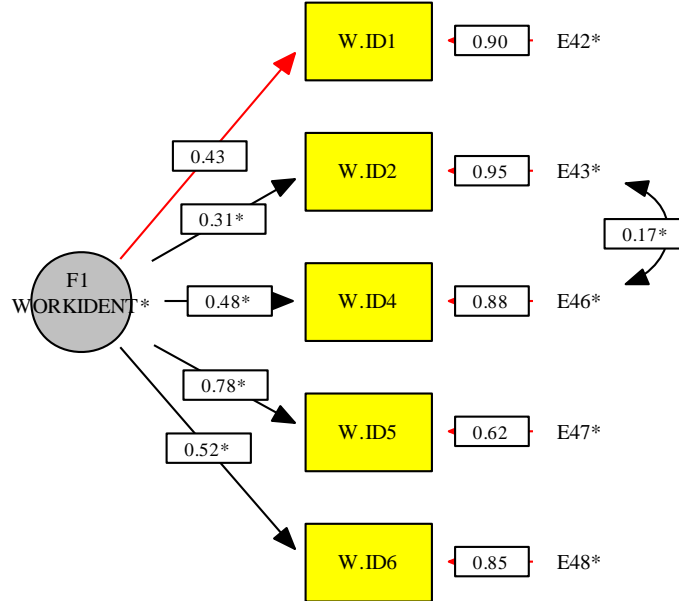 W.ID1
0.90
E42*
0.43
W.ID2
0.95
E43*
0.31*
0.17*
F1
WORKIDENT*
0.48*
W.ID4
0.88
E46*
0.78*
W.ID5
0.62
E47*
0.52*
W.ID6
0.85
E48*